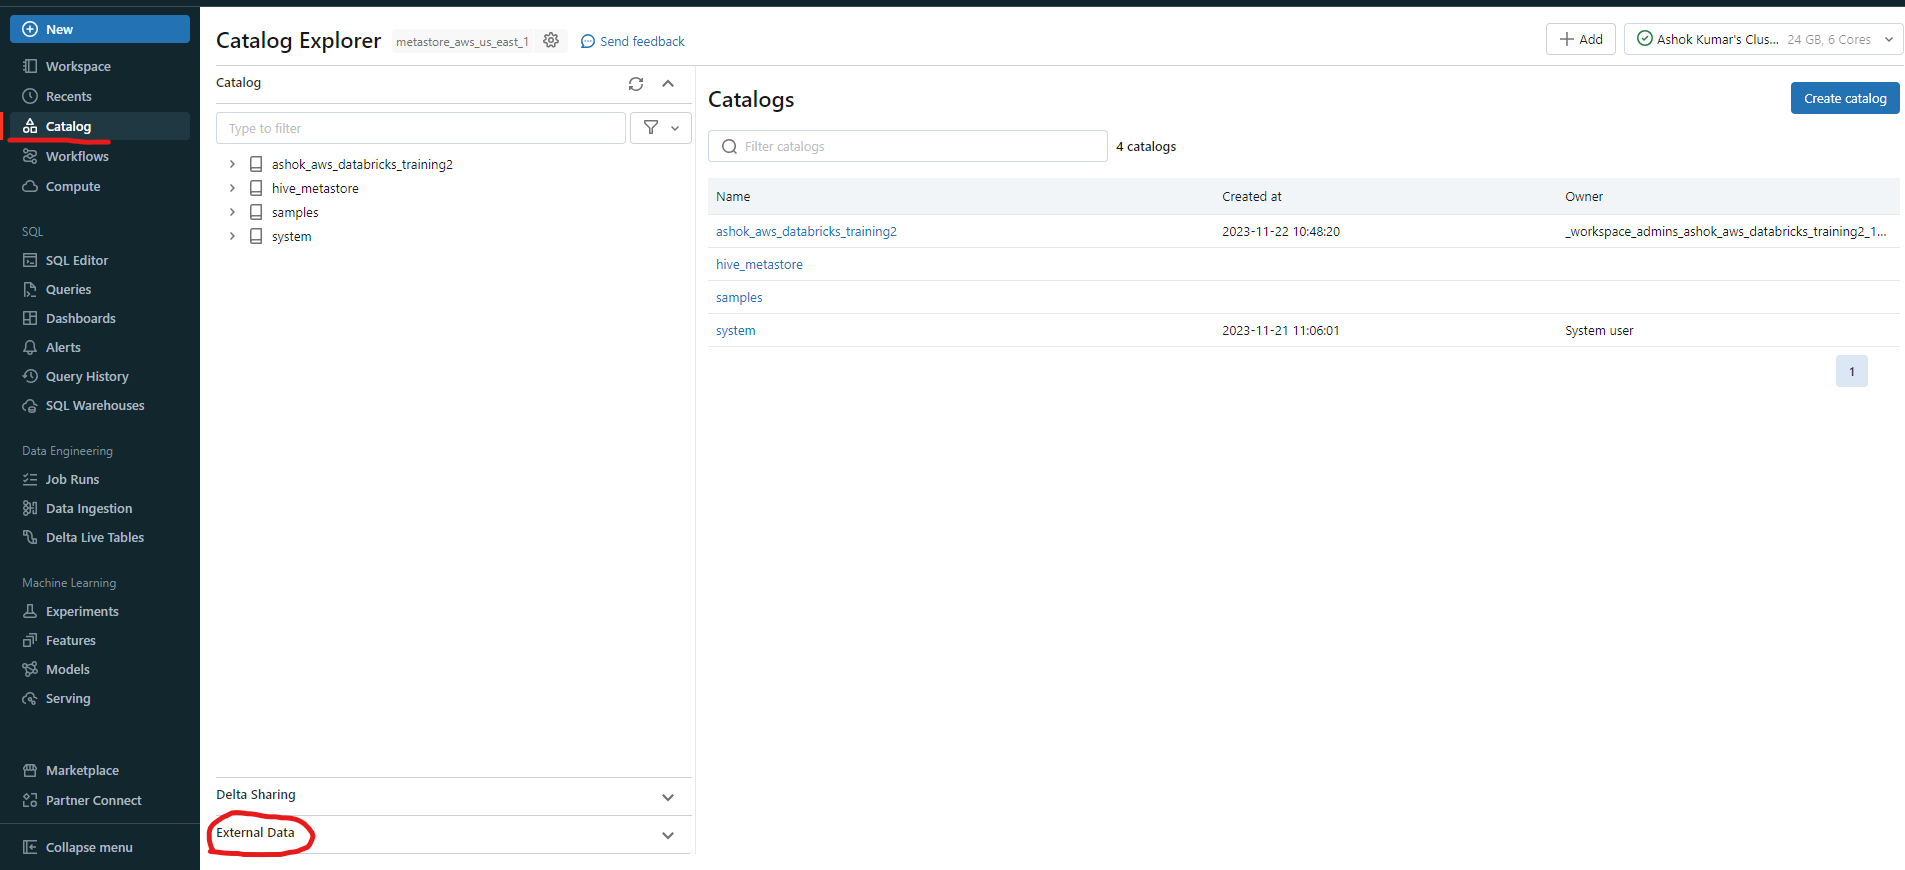 New
Workspace
Recents
Catalog
Workflows
Compute
SQL
SQL Editor
Queries
Dashboards
Alerts
Query History
SQL Warehouses
Data Engineering
Job Runs
Data Ingestion
Delta Live Tables
Machine Learning
Experiments
Features
Models
Serving
Marketplace
Partner Connect
Collapse menu
Catalog Explorer metastore_aws_us_east_1 Send feedback
Add Ashok Kumar's Clus... 24 GB, 6 Cores
Catalog
Type to filter
ashok_aws_databricks_training2
hive_metastore
samples
system
Delta Sharing
External Data
Catalogs
Create catalog
Filter catalogs 4 catalogs
Name Created at Owner
ashok_aws_databricks_training2 2023-11-22 10:48:20 _workspace_admins_ashok_aws_databricks_training2_1...
hive_metastore
samples
system 2023-11-21 11:06:01 System user
1